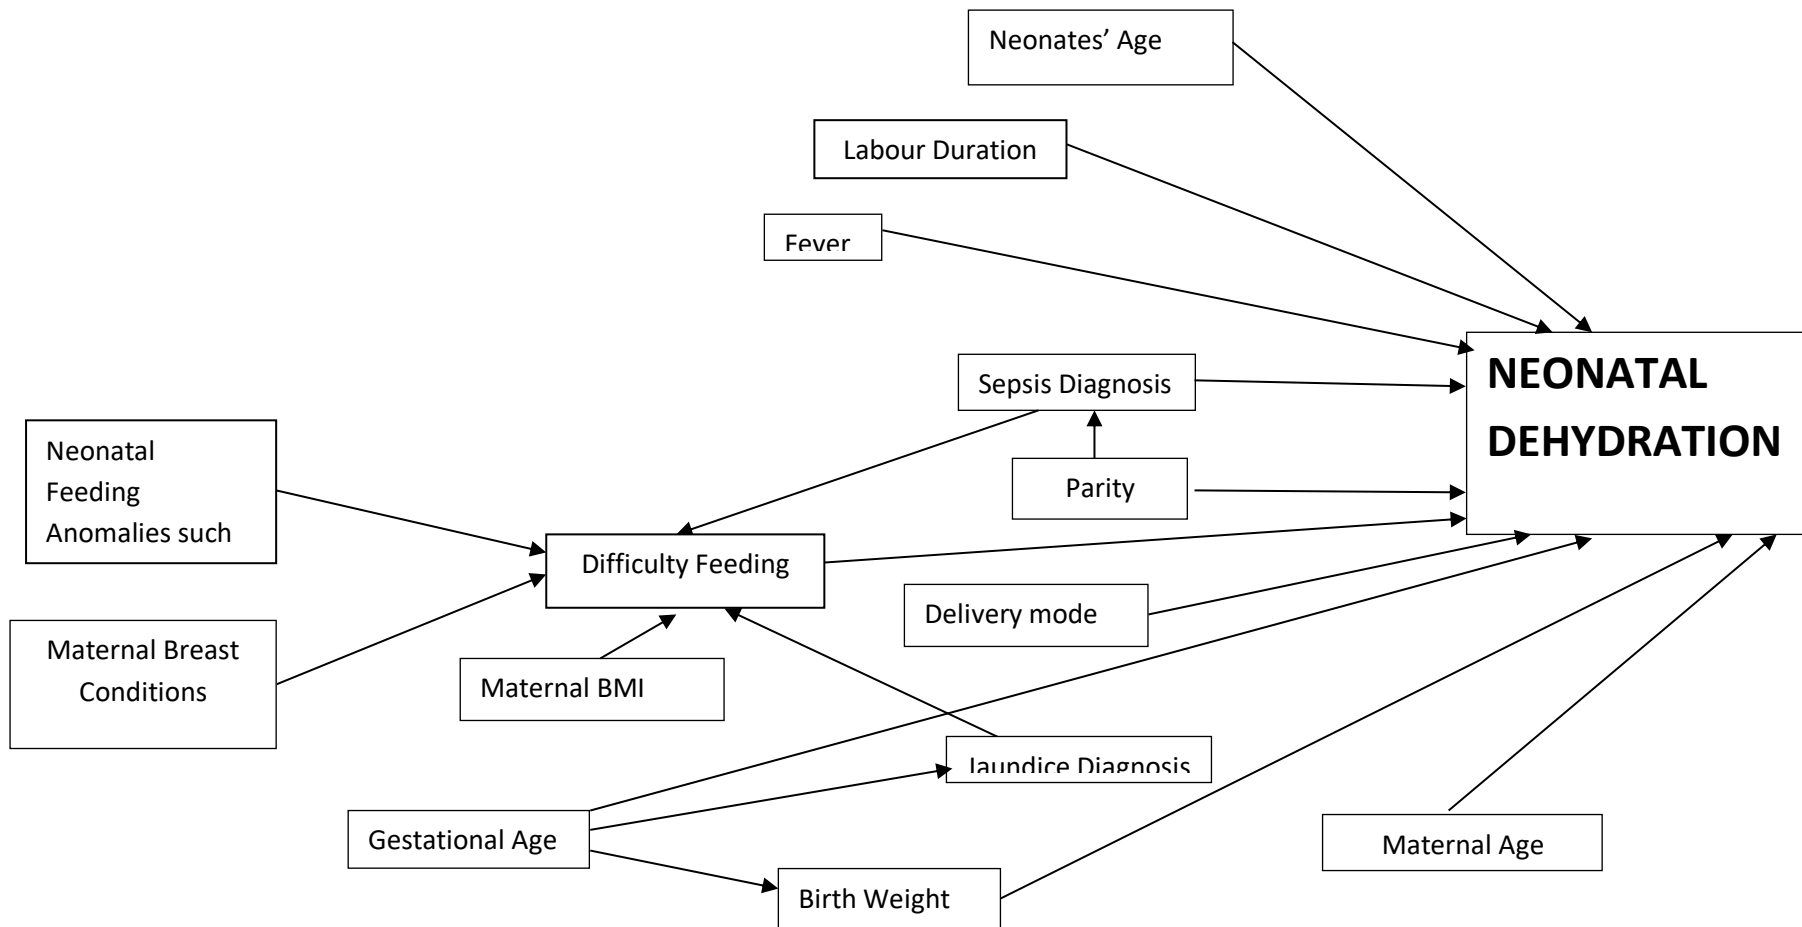 Neonates’ Age
Labour Duration
Fever
NEONATAL
DEHYDRATION
Sepsis Diagnosis
Neonatal
Feeding
Anomalies such
Parity
Difficulty Feeding
Delivery mode
Maternal Breast
Conditions
Maternal BMI
Jaundice Diagnosis
Gestational Age
Maternal Age
Birth Weight